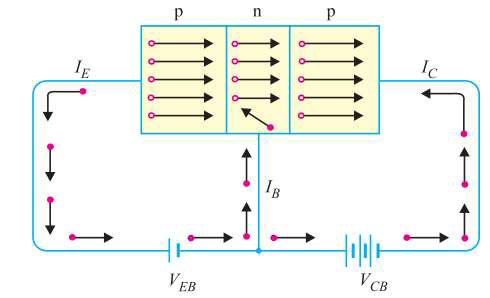 p n p
I_E I_C
I_B
V_EB V_CB